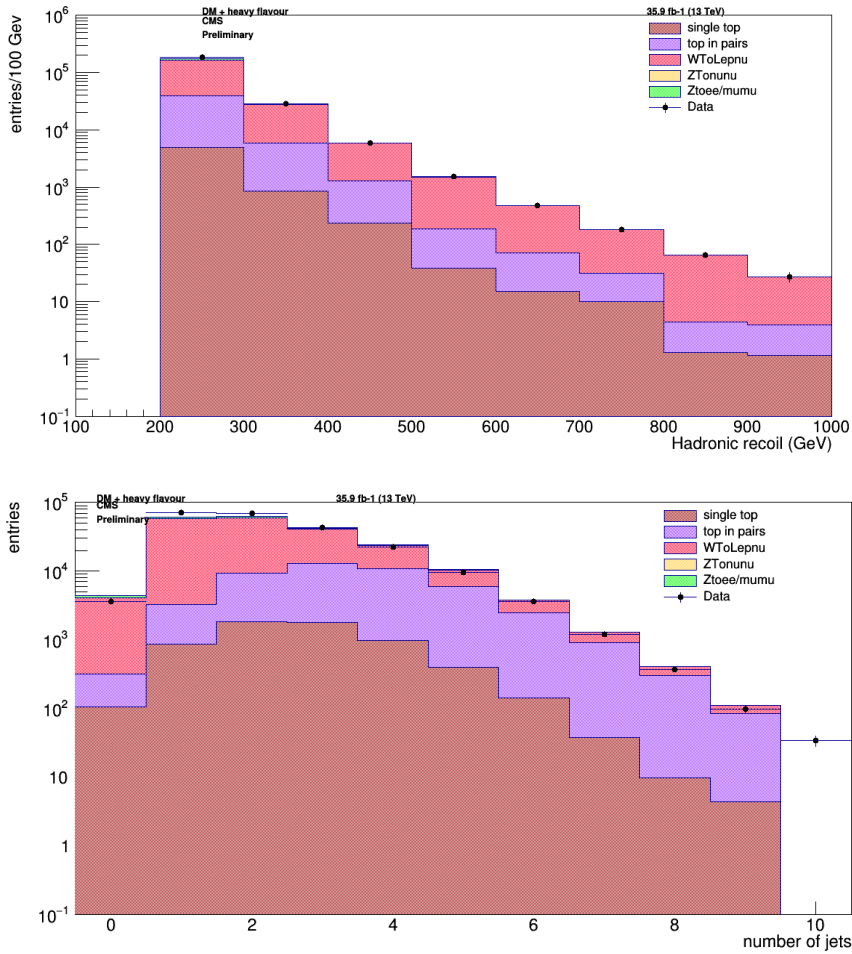 DM + heavy flavour
CMS
Preliminary
35.9 fb-1 (13 TeV)
entries/100 Gev
10^6
10^5
10^4
10^3
10^2
10
1
10^−1
single top
top in pairs
WToLepnu
ZTonunu
Ztoee/mumu
Data
100 200 300 400 500 600 700 800 900 1000
Hadronic recoil (GeV)
DM + heavy flavour
CMS
Preliminary
35.9 fb-1 (13 TeV)
entries
10^5
10^4
10^3
10^2
10
1
10^−1
single top
top in pairs
WToLepnu
ZTonunu
Ztoee/mumu
Data
0 2 4 6 8 10
number of jets